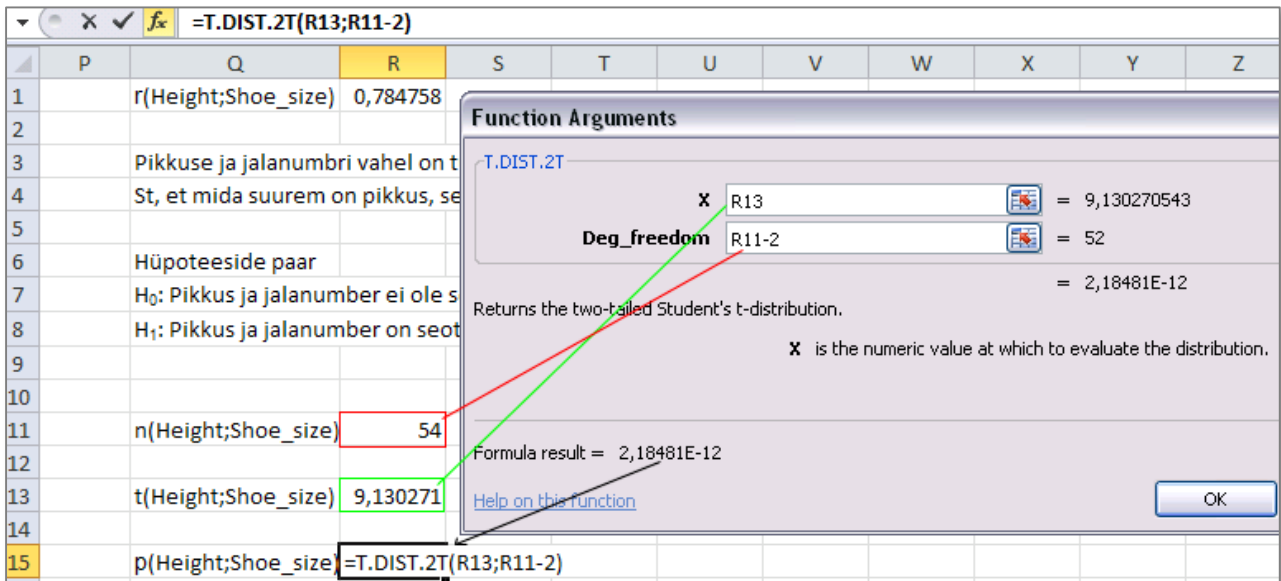 =T.DIST.2T(R13;R11-2)
P Q R S T U V W X Y Z
1 r(Height;Shoe_size) 0,784758
2
3 Pikkuse ja jalanumbri vahel on t
4 St, et mida suurem on pikkus, se
5
6 Hüpoteeside paar
7 H₀: Pikkus ja jalanumber ei ole s
8 H₁: Pikkus ja jalanumber on seot
9
10
11 n(Height;Shoe_size) 54
12
13 t(Height;Shoe_size) 9,130271
14
15 p(Height;Shoe_size) =T.DIST.2T(R13;R11-2)
Function Arguments
T.DIST.2T
X R13 = 9,130270543
Deg_freedom R11-2 = 52
= 2,18481E-12
Returns the two-tailed Student's t-distribution.
X is the numeric value at which to evaluate the distribution.
Formula result = 2,18481E-12
Help on this function
OK